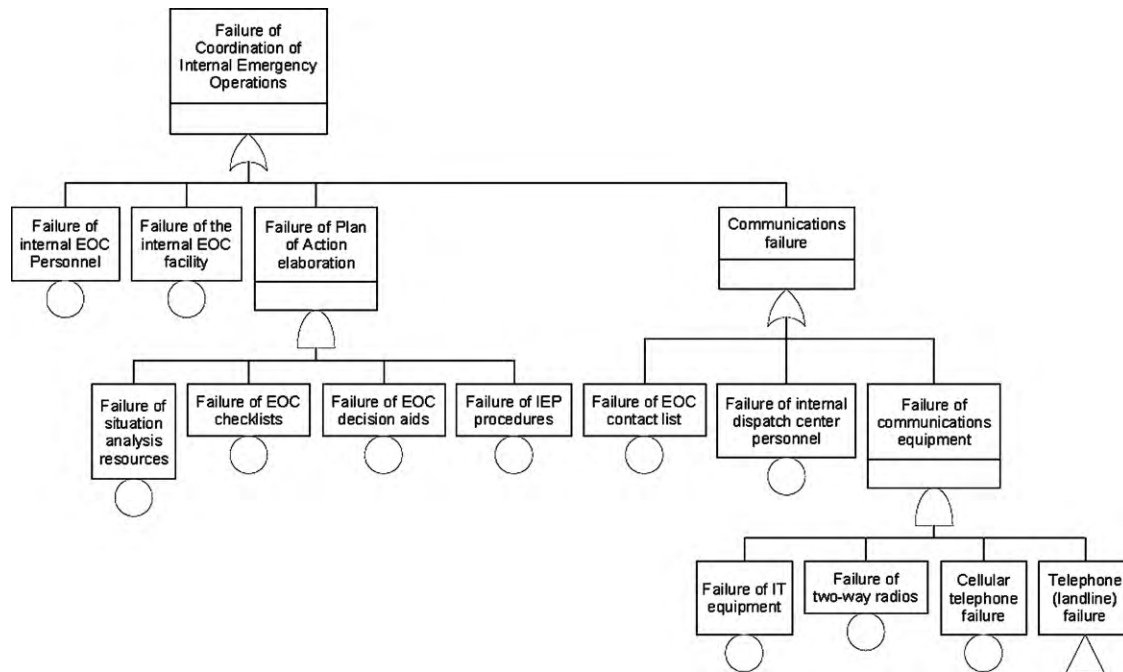 Failure of
Coordination of
Internal Emergency
Operations
Failure of
internal EOC
Personnel
Failure of the
internal EOC
facility
Failure of Plan
of Action
elaboration
Communications
failure
Failure of
situation
analysis
resources
Failure of EOC
checklists
Failure of EOC
decision aids
Failure of IEP
procedures
Failure of EOC
contact list
Failure of internal
dispatch center
personnel
Failure of
communications
equipment
Failure of IT
equipment
Failure of
two-way radios
Cellular
telephone
failure
Telephone
(landline)
failure